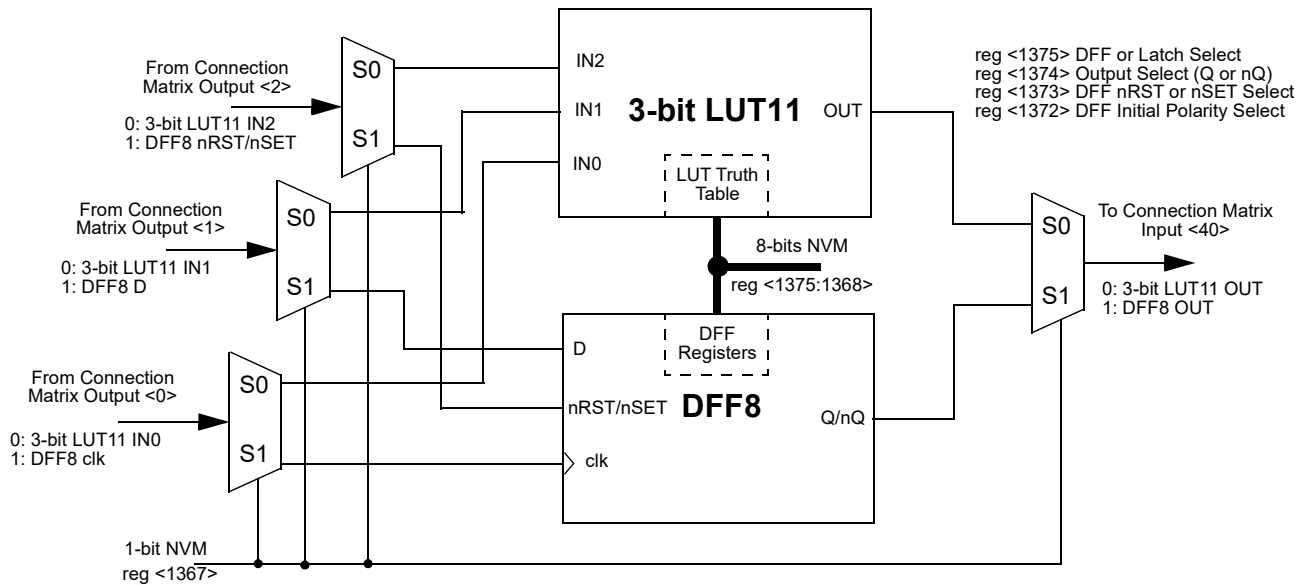 From Connection
Matrix Output <2>
0: 3-bit LUT11 IN2
1: DFF8 nRST/nSET
S0
S1
From Connection
Matrix Output <1>
0: 3-bit LUT11 IN1
1: DFF8 D
S0
S1
From Connection
Matrix Output <0>
0: 3-bit LUT11 IN0
1: DFF8 clk
S0
S1
1-bit NVM
reg <1367>
IN2
IN1
IN0
3-bit LUT11
OUT
LUT Truth
Table
8-bits NVM
reg <1375:1368>
DFF
Registers
D
nRST/nSET
clk
DFF8
Q/nQ
reg <1375> DFF or Latch Select
reg <1374> Output Select (Q or nQ)
reg <1373> DFF nRST or nSET Select
reg <1372> DFF Initial Polarity Select
S0
S1
To Connection Matrix
Input <40>
0: 3-bit LUT11 OUT
1: DFF8 OUT